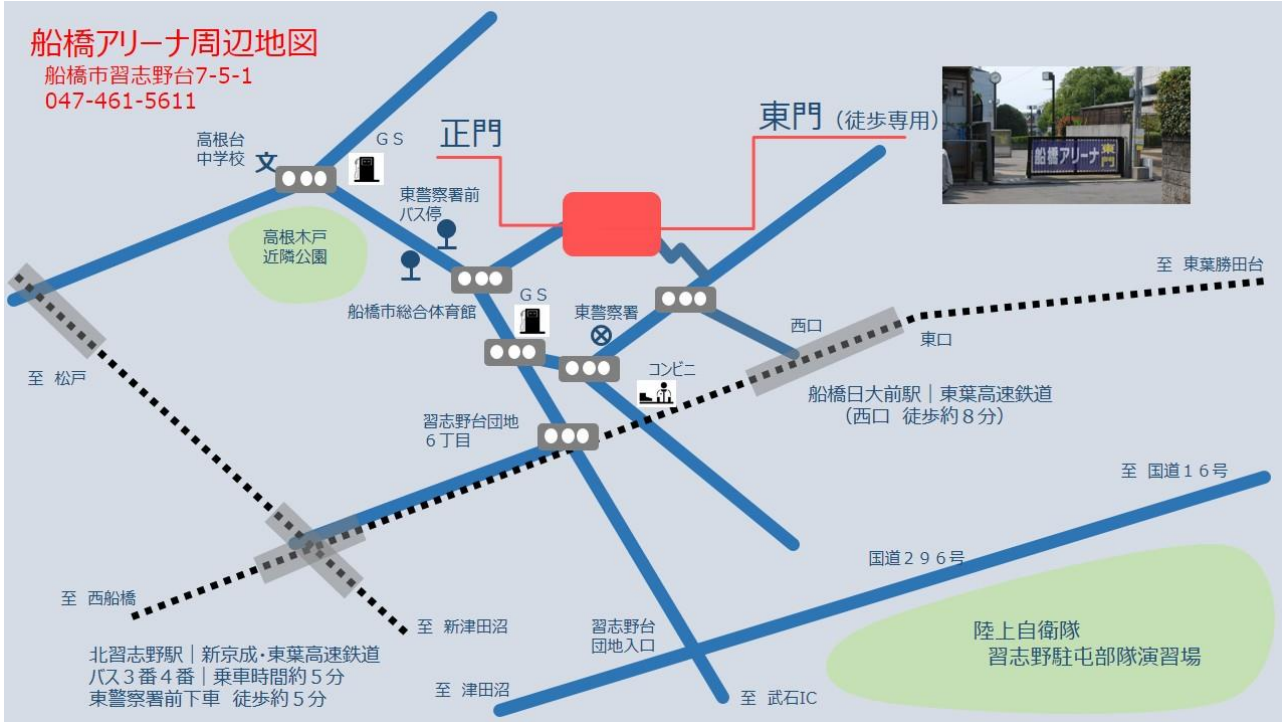 船橋アリーナ周辺地図
船橋市習志野台7-5-1
047-461-5611
高根台
中学校
文
GS
正門
東門（徒歩専用）
船橋アリーナ
東門
東警察署前
バス停
高根木戸
近隣公園
船橋市総合体育館
GS
東警察署
コンビニ
西口
東口
至 東葉勝田台
至 松戸
船橋日大前駅｜東葉高速鉄道
（西口 徒歩約８分）
習志野台団地
６丁目
至 国道１６号
国道２９６号
至 西船橋
至 新津田沼
習志野台
団地入口
陸上自衛隊
習志野駐屯部隊演習場
北習志野駅｜新京成・東葉高速鉄道
バス３番４番｜乗車時間約５分
東警察署前下車 徒歩約５分
至 津田沼
至 武石IC